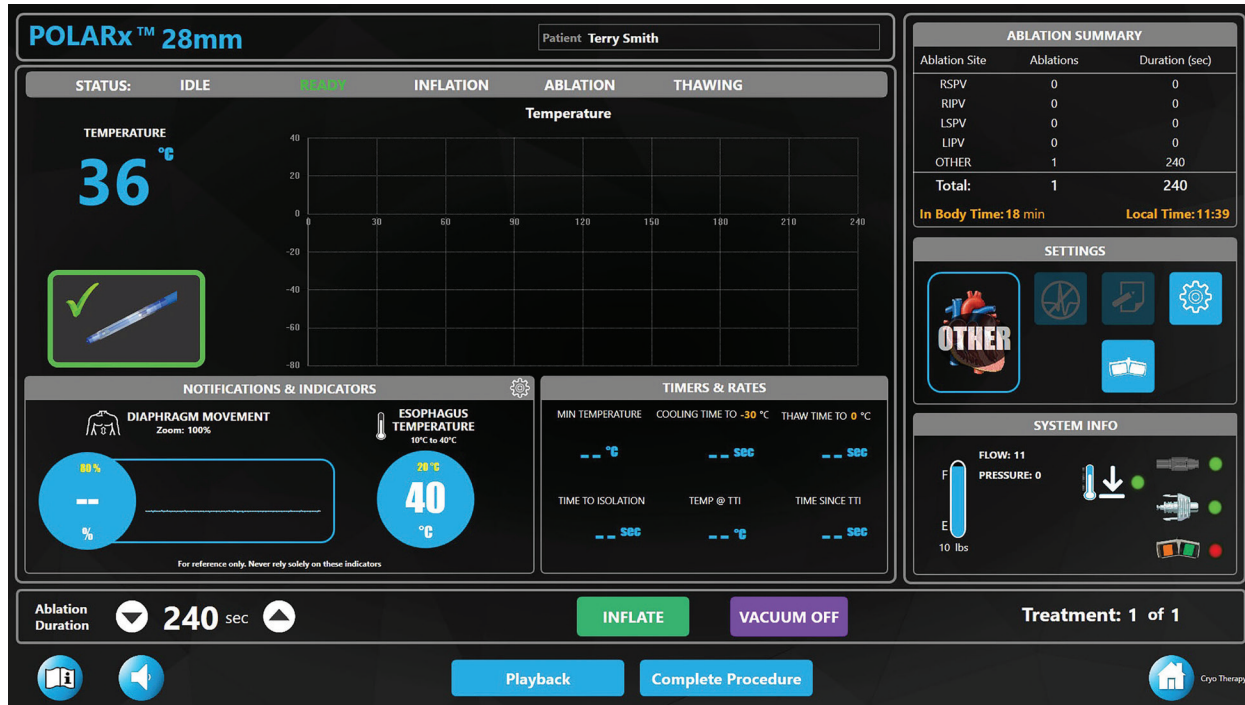 POLARx™ 28mm
Patient Terry Smith
STATUS: IDLE READY INFLATION ABLATION THAWING
TEMPERATURE
36 °C
Temperature
40
20
0
-20
-40
-60
-80
0 30 60 90 120 150 180 210 240
NOTIFICATIONS & INDICATORS
DIAPHRAGM MOVEMENT
Zoom: 100%
80 %
--
%
ESOPHAGUS
TEMPERATURE
10°C to 40°C
20 °C
40
°C
For reference only. Never rely solely on these indicators
TIMERS & RATES
MIN TEMPERATURE COOLING TIME TO -30 °C THAW TIME TO 0 °C
-- °C -- sec -- sec
TIME TO ISOLATION TEMP @ TTI TIME SINCE TTI
-- sec -- °C -- sec
ABLATION SUMMARY
Ablation Site Ablations Duration (sec)
RSPV 0 0
RIPV 0 0
LSPV 0 0
LIPV 0 0
OTHER 1 240
Total: 1 240
In Body Time: 18 min Local Time: 11:39
SETTINGS
OTHER
SYSTEM INFO
FLOW: 11
PRESSURE: 0
F
E
10 lbs
Ablation
Duration
240 sec
INFLATE
VACUUM OFF
Treatment: 1 of 1
Playback
Complete Procedure
Cryo Therapy